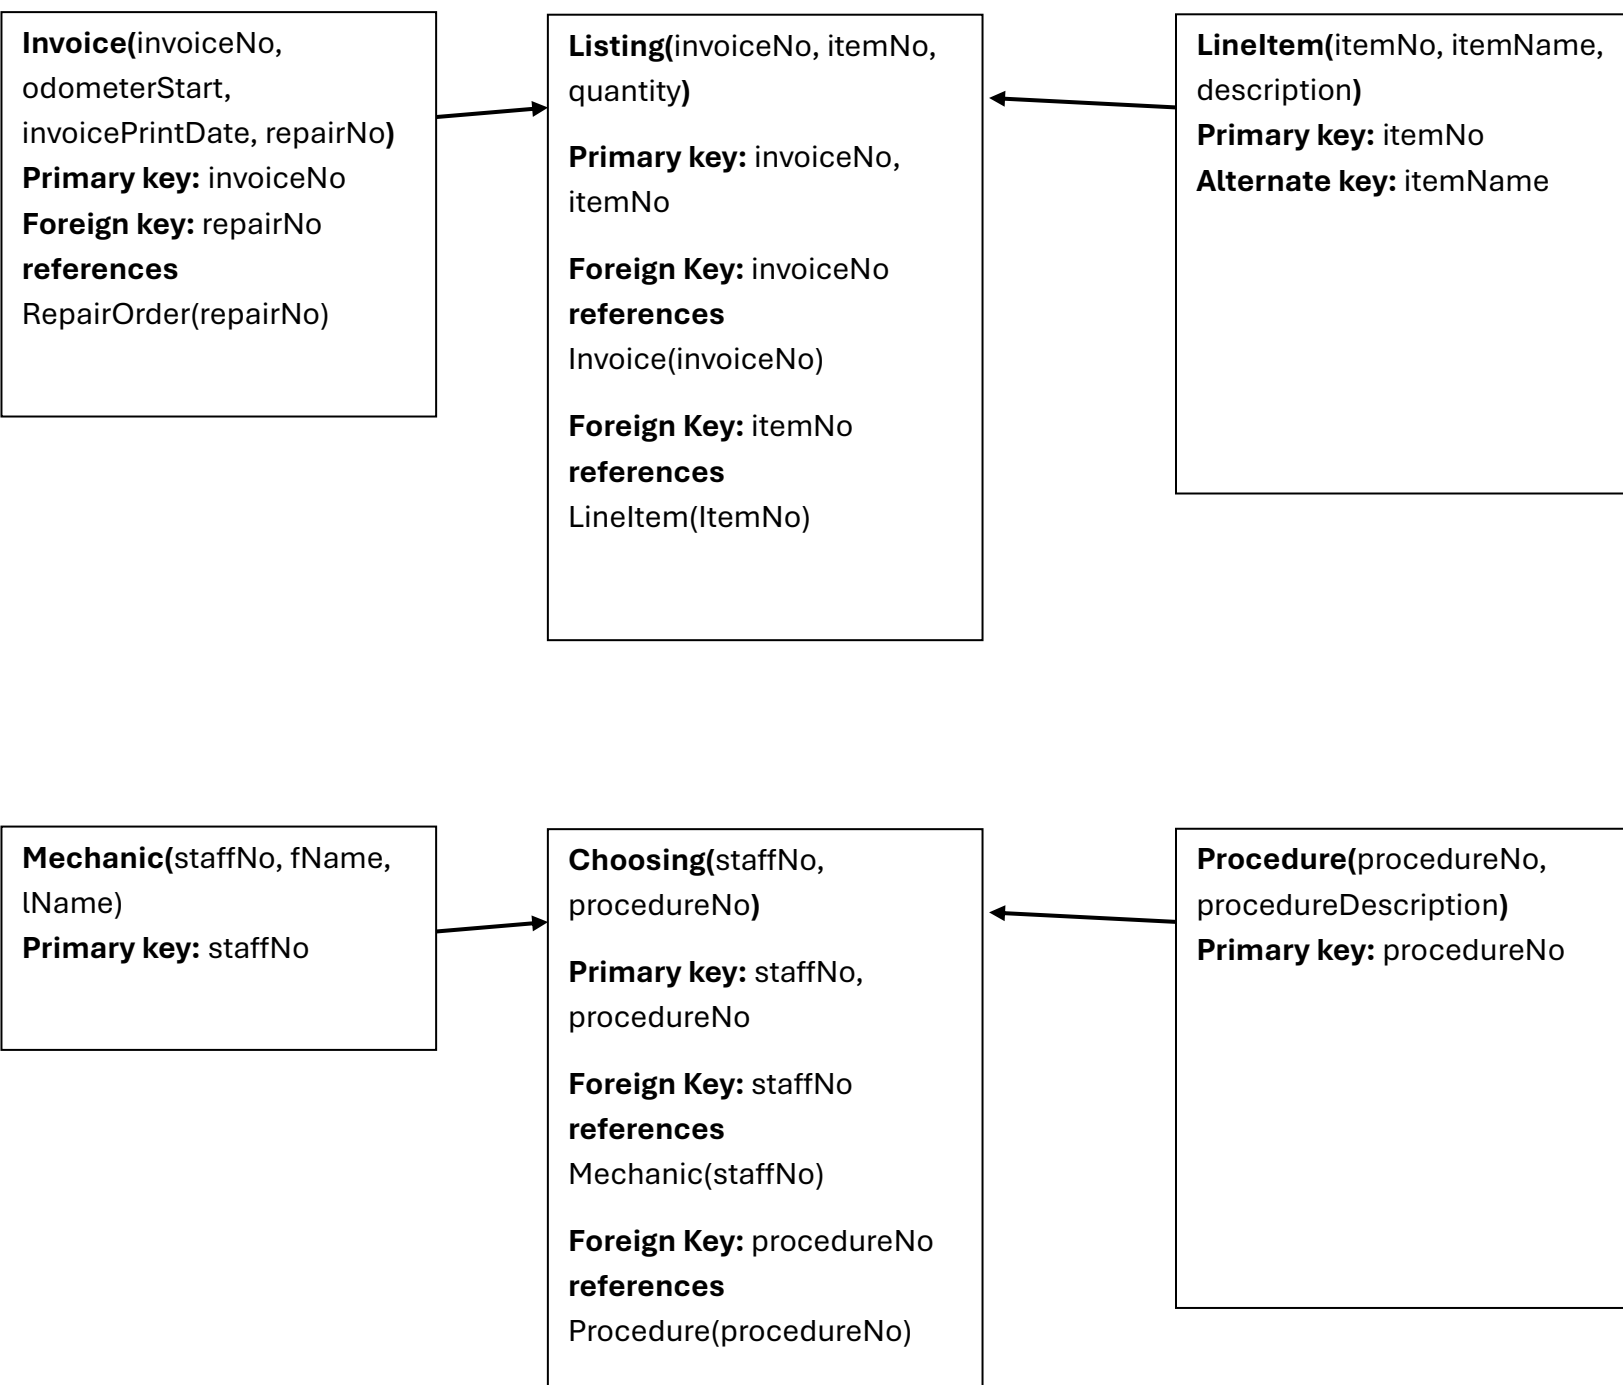 Invoice(invoiceNo,
odometerStart,
invoicePrintDate, repairNo)
Primary key: invoiceNo
Foreign key: repairNo
references
RepairOrder(repairNo)
Listing(invoiceNo, itemNo,
quantity)
Primary key: invoiceNo,
itemNo
Foreign Key: invoiceNo
references
Invoice(invoiceNo)
Foreign Key: itemNo
references
LineItem(ItemNo)
LineItem(itemNo, itemName,
description)
Primary key: itemNo
Alternate key: itemName
Mechanic(staffNo, fName,
lName)
Primary key: staffNo
Choosing(staffNo,
procedureNo)
Primary key: staffNo,
procedureNo
Foreign Key: staffNo
references
Mechanic(staffNo)
Foreign Key: procedureNo
references
Procedure(procedureNo)
Procedure(procedureNo,
procedureDescription)
Primary key: procedureNo